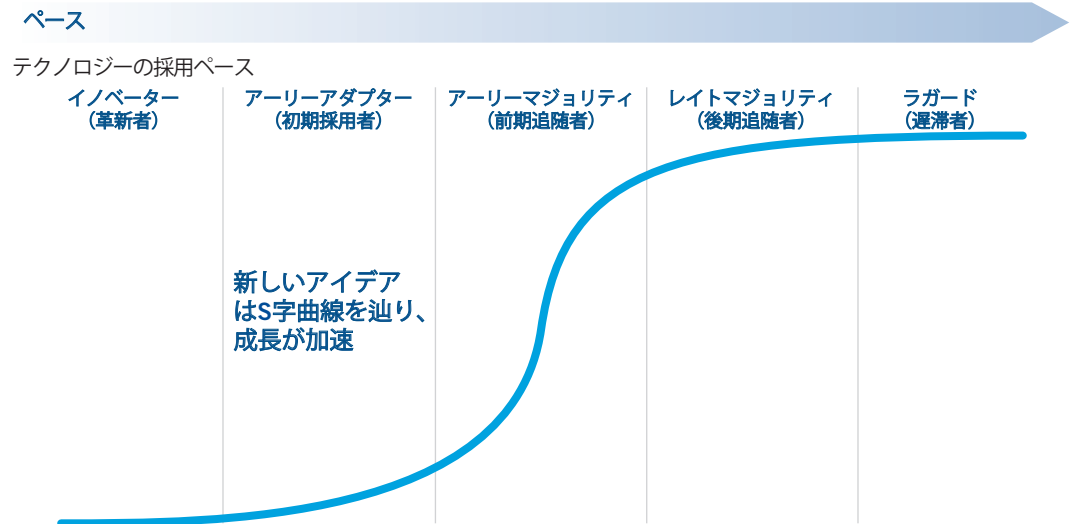 ペース
テクノロジーの採用ペース
イノベーター
（革新者）
アーリーアダプター
（初期採用者）
アーリーマジョリティ
（前期追随者）
レイトマジョリティ
（後期追随者）
ラガード
（遅滞者）
新しいアイデア
はS字曲線を辿り、
成長が加速